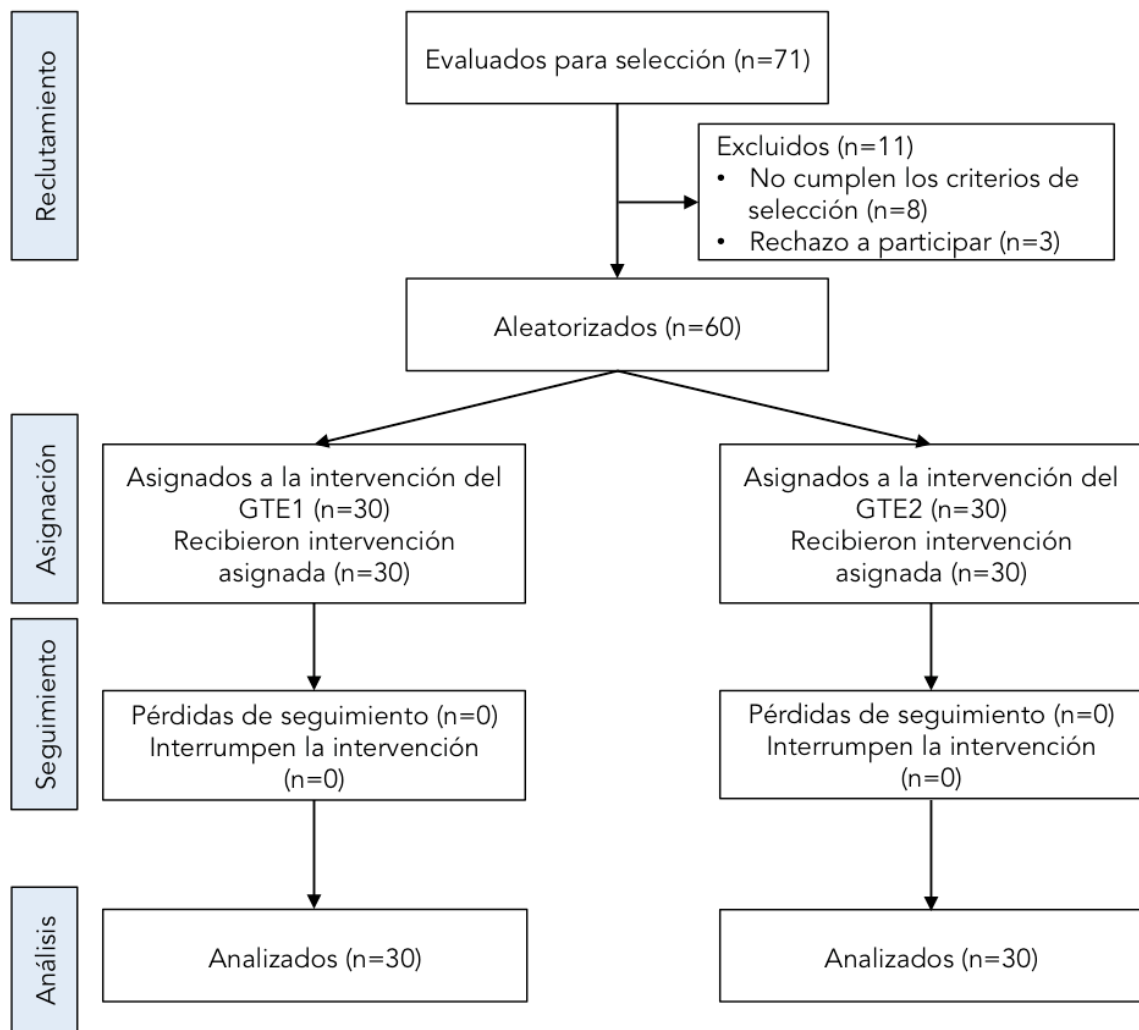 Reclutamiento
Evaluados para selección (n=71)
Excluidos (n=11)
• No cumplen los criterios de
selección (n=8)
• Rechazo a participar (n=3)
Aleatorizados (n=60)
Asignación
Asignados a la intervención del
GTE1 (n=30)
Recibieron intervención
asignada (n=30)
Asignados a la intervención del
GTE2 (n=30)
Recibieron intervención
asignada (n=30)
Seguimiento
Pérdidas de seguimiento (n=0)
Interrumpen la intervención
(n=0)
Pérdidas de seguimiento (n=0)
Interrumpen la intervención
(n=0)
Análisis
Analizados (n=30)
Analizados (n=30)